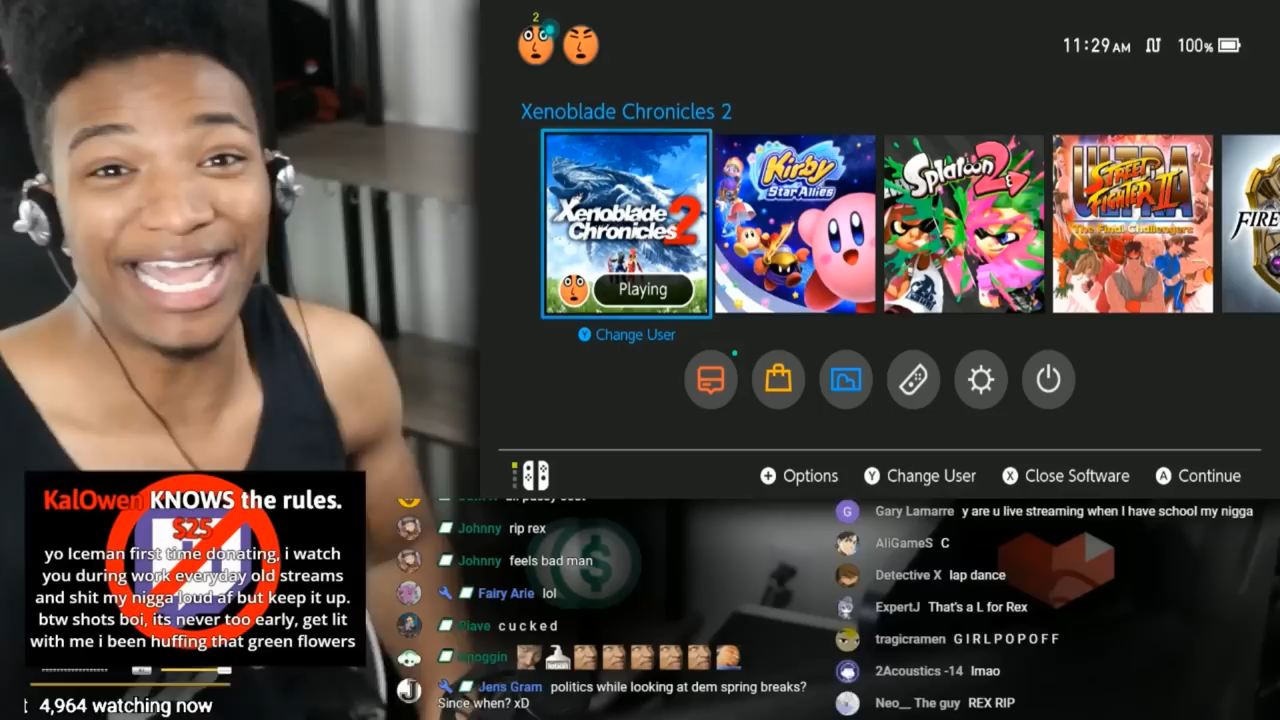 2
11:29 AM 100%
Xenoblade Chronicles 2
Xenoblade
Chronicles 2
Playing
Kirby
Star Allies
Splatoon 2
ULTRA
STREET
FIGHTER II
The Final Challengers
FIRE
Y Change User
+ Options Y Change User X Close Software A Continue
KalOwen KNOWS the rules.
$25
yo Iceman first time donating, i watch
you during work everyday old streams
and shit my nigga loud af but keep it up.
btw shots boi, its never too early, get lit
with me i been huffing that green flowers
4,964 watching now
Johnny rip rex
Johnny feels bad man
Fairy Arie lol
c u c k e d
lotion
J Jens Gram politics while looking at dem spring breaks?
Since when? xD
G Gary Lamarre y are u live streaming when I have school my nigga
AliGameS C
Detective X lap dance
ExpertJ That's a L for Rex
tragicramen G I R L P O P O F F
2Acoustics -14 lmao
Neo__ The guy REX RIP